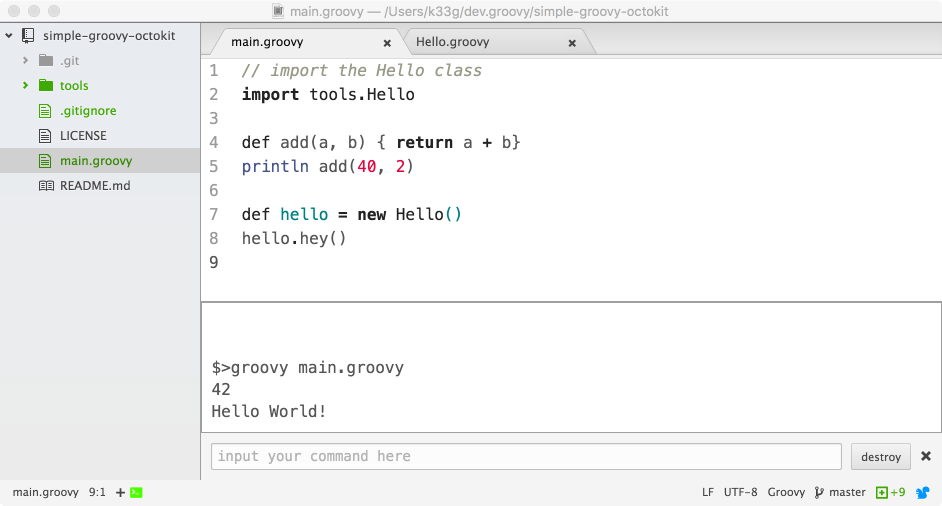 main.groovy — /Users/k33g/dev.groovy/simple-groovy-octokit
simple-groovy-octokit
.git
tools
.gitignore
LICENSE
main.groovy
README.md
main.groovy
Hello.groovy
1 // import the Hello class
2 import tools.Hello
3
4 def add(a, b) { return a + b}
5 println add(40, 2)
6
7 def hello = new Hello()
8 hello.hey()
9
$>groovy main.groovy
42
Hello World!
input your command here
destroy
main.groovy 9:1 +
LF UTF-8 Groovy master +9